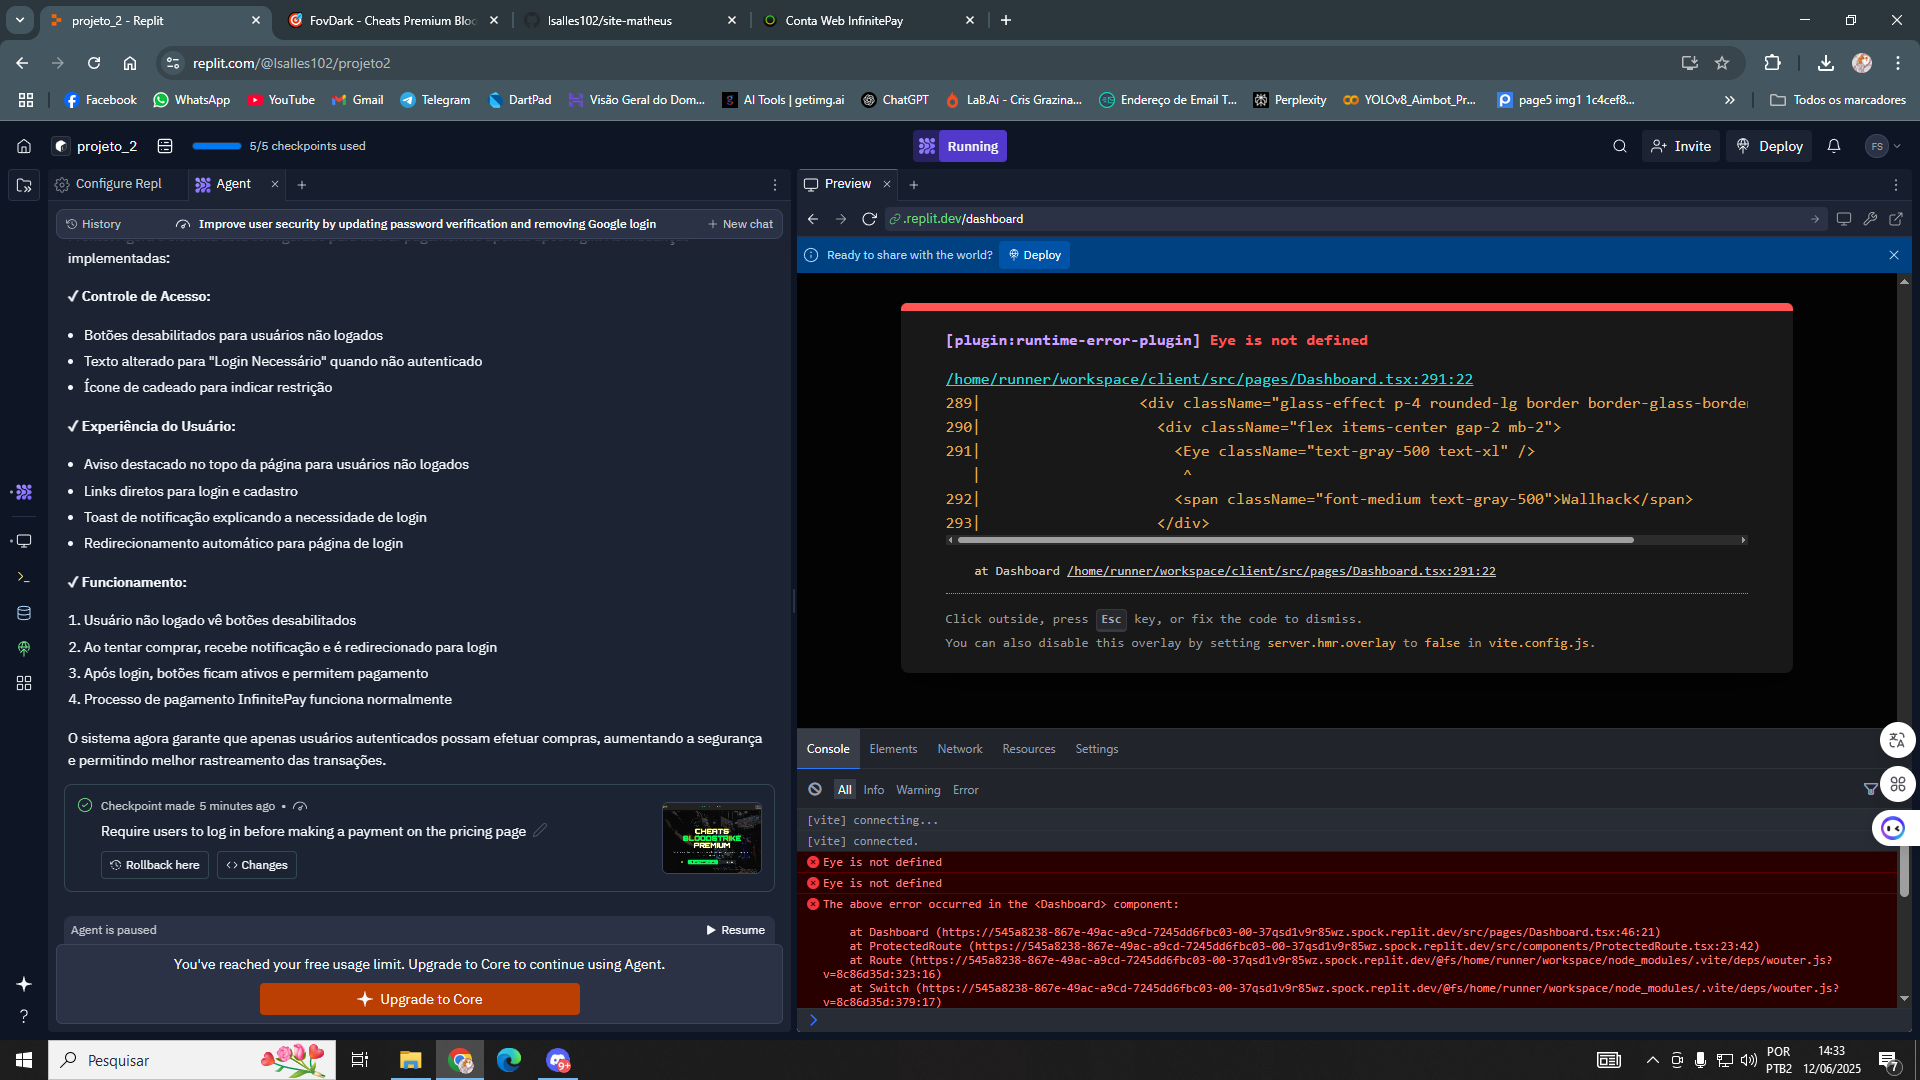 projeto_2 - Replit
FovDark - Cheats Premium Bloo
lsalles102/site-matheus
Conta Web InfinitePay
replit.com/@lsalles102/projeto2
Facebook
WhatsApp
YouTube
Gmail
Telegram
DartPad
Visão Geral do Dom...
AI Tools | getimg.ai
ChatGPT
LaB.Ai - Cris Grazina...
Endereço de Email T...
Perplexity
YOLOv8_Aimbot_Pr...
page5 img1 1c4cef8...
Todos os marcadores
projeto_2
5/5 checkpoints used
Running
Invite
Deploy
FS
Configure Repl
Agent
History
Improve user security by updating password verification and removing Google login
New chat
implementadas:
✓ Controle de Acesso:
• Botões desabilitados para usuários não logados
• Texto alterado para "Login Necessário" quando não autenticado
• Ícone de cadeado para indicar restrição
✓ Experiência do Usuário:
• Aviso destacado no topo da página para usuários não logados
• Links diretos para login e cadastro
• Toast de notificação explicando a necessidade de login
• Redirecionamento automático para página de login
✓ Funcionamento:
1. Usuário não logado vê botões desabilitados
2. Ao tentar comprar, recebe notificação e é redirecionado para login
3. Após login, botões ficam ativos e permitem pagamento
4. Processo de pagamento InfinitePay funciona normalmente
O sistema agora garante que apenas usuários autenticados possam efetuar compras, aumentando a segurança
e permitindo melhor rastreamento das transações.
Checkpoint made 5 minutes ago •
Require users to log in before making a payment on the pricing page
Rollback here
Changes
CHEATS
BLOODSTRIKE
PREMIUM
Agent is paused
Resume
You've reached your free usage limit. Upgrade to Core to continue using Agent.
Upgrade to Core
Preview
.replit.dev/dashboard
Ready to share with the world?
Deploy
[plugin:runtime-error-plugin] Eye is not defined
/home/runner/workspace/client/src/pages/Dashboard.tsx:291:22
289| <div className="glass-effect p-4 rounded-lg border border-glass-borde
290| <div className="flex items-center gap-2 mb-2">
291| <Eye className="text-gray-500 text-xl" />
| ^
292| <span className="font-medium text-gray-500">Wallhack</span>
293| </div>
at Dashboard /home/runner/workspace/client/src/pages/Dashboard.tsx:291:22
Click outside, press Esc key, or fix the code to dismiss.
You can also disable this overlay by setting server.hmr.overlay to false in vite.config.js.
Console
Elements
Network
Resources
Settings
All
Info
Warning
Error
[vite] connecting...
[vite] connected.
Eye is not defined
Eye is not defined
The above error occurred in the <Dashboard> component:
at Dashboard (https://545a8238-867e-49ac-a9cd-7245dd6fbc03-00-37qsd1v9r85wz.spock.replit.dev/src/pages/Dashboard.tsx:46:21)
at ProtectedRoute (https://545a8238-867e-49ac-a9cd-7245dd6fbc03-00-37qsd1v9r85wz.spock.replit.dev/src/components/ProtectedRoute.tsx:23:42)
at Route (https://545a8238-867e-49ac-a9cd-7245dd6fbc03-00-37qsd1v9r85wz.spock.replit.dev/@fs/home/runner/workspace/node_modules/.vite/deps/wouter.js?
v=8c86d35d:323:16)
at Switch (https://545a8238-867e-49ac-a9cd-7245dd6fbc03-00-37qsd1v9r85wz.spock.replit.dev/@fs/home/runner/workspace/node_modules/.vite/deps/wouter.js?
v=8c86d35d:379:17)
Pesquisar
9+
POR
PTB2
14:33
12/06/2025
7